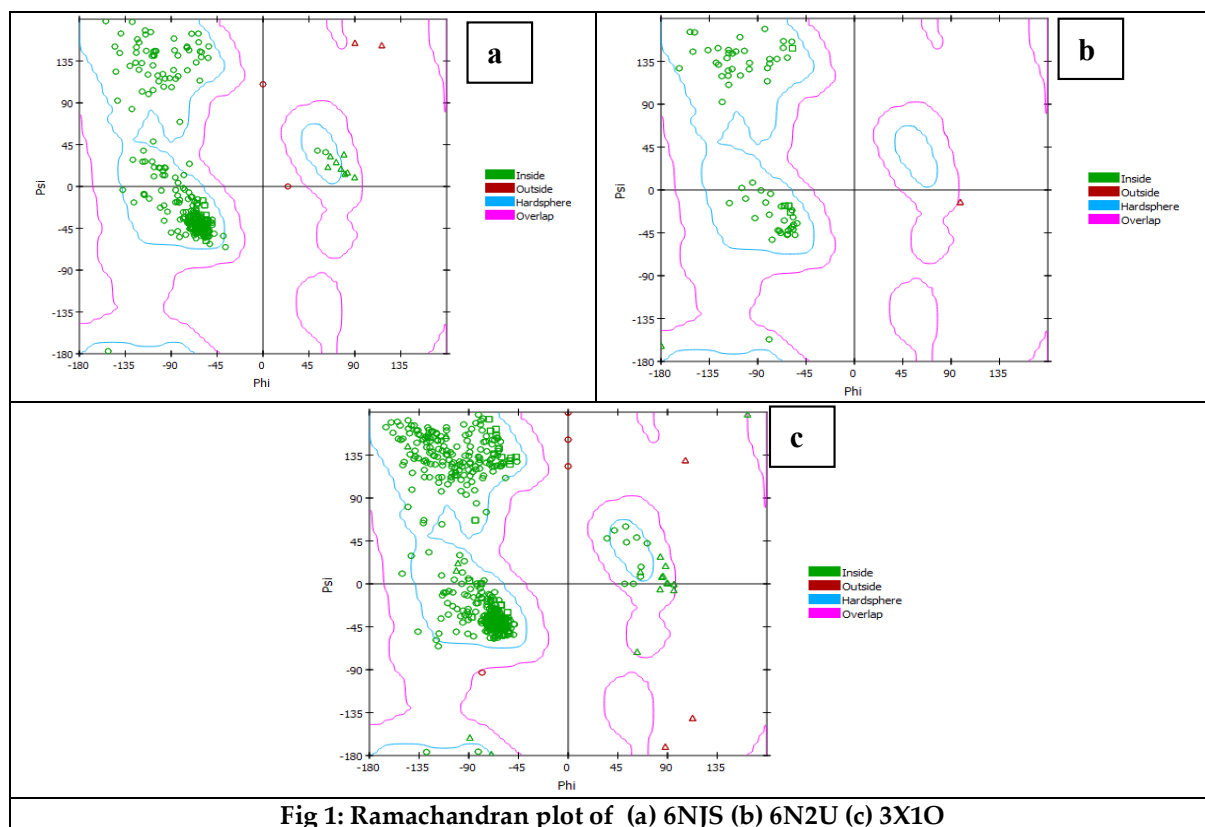 a
Psi
135
90
45
0
-45
-90
-135
-180
-180 -135 -90 -45 0 45 90 135
Phi
Inside
Outside
Hardsphere
Overlap
b
Psi
135
90
45
0
-45
-90
-135
-180
-180 -135 -90 -45 0 45 90 135
Phi
Inside
Outside
Hardsphere
Overlap
c
Psi
135
90
45
0
-45
-90
-135
-180
-180 -135 -90 -45 0 45 90 135
Phi
Inside
Outside
Hardsphere
Overlap
Fig 1: Ramachandran plot of (a) 6NJS (b) 6N2U (c) 3X1O